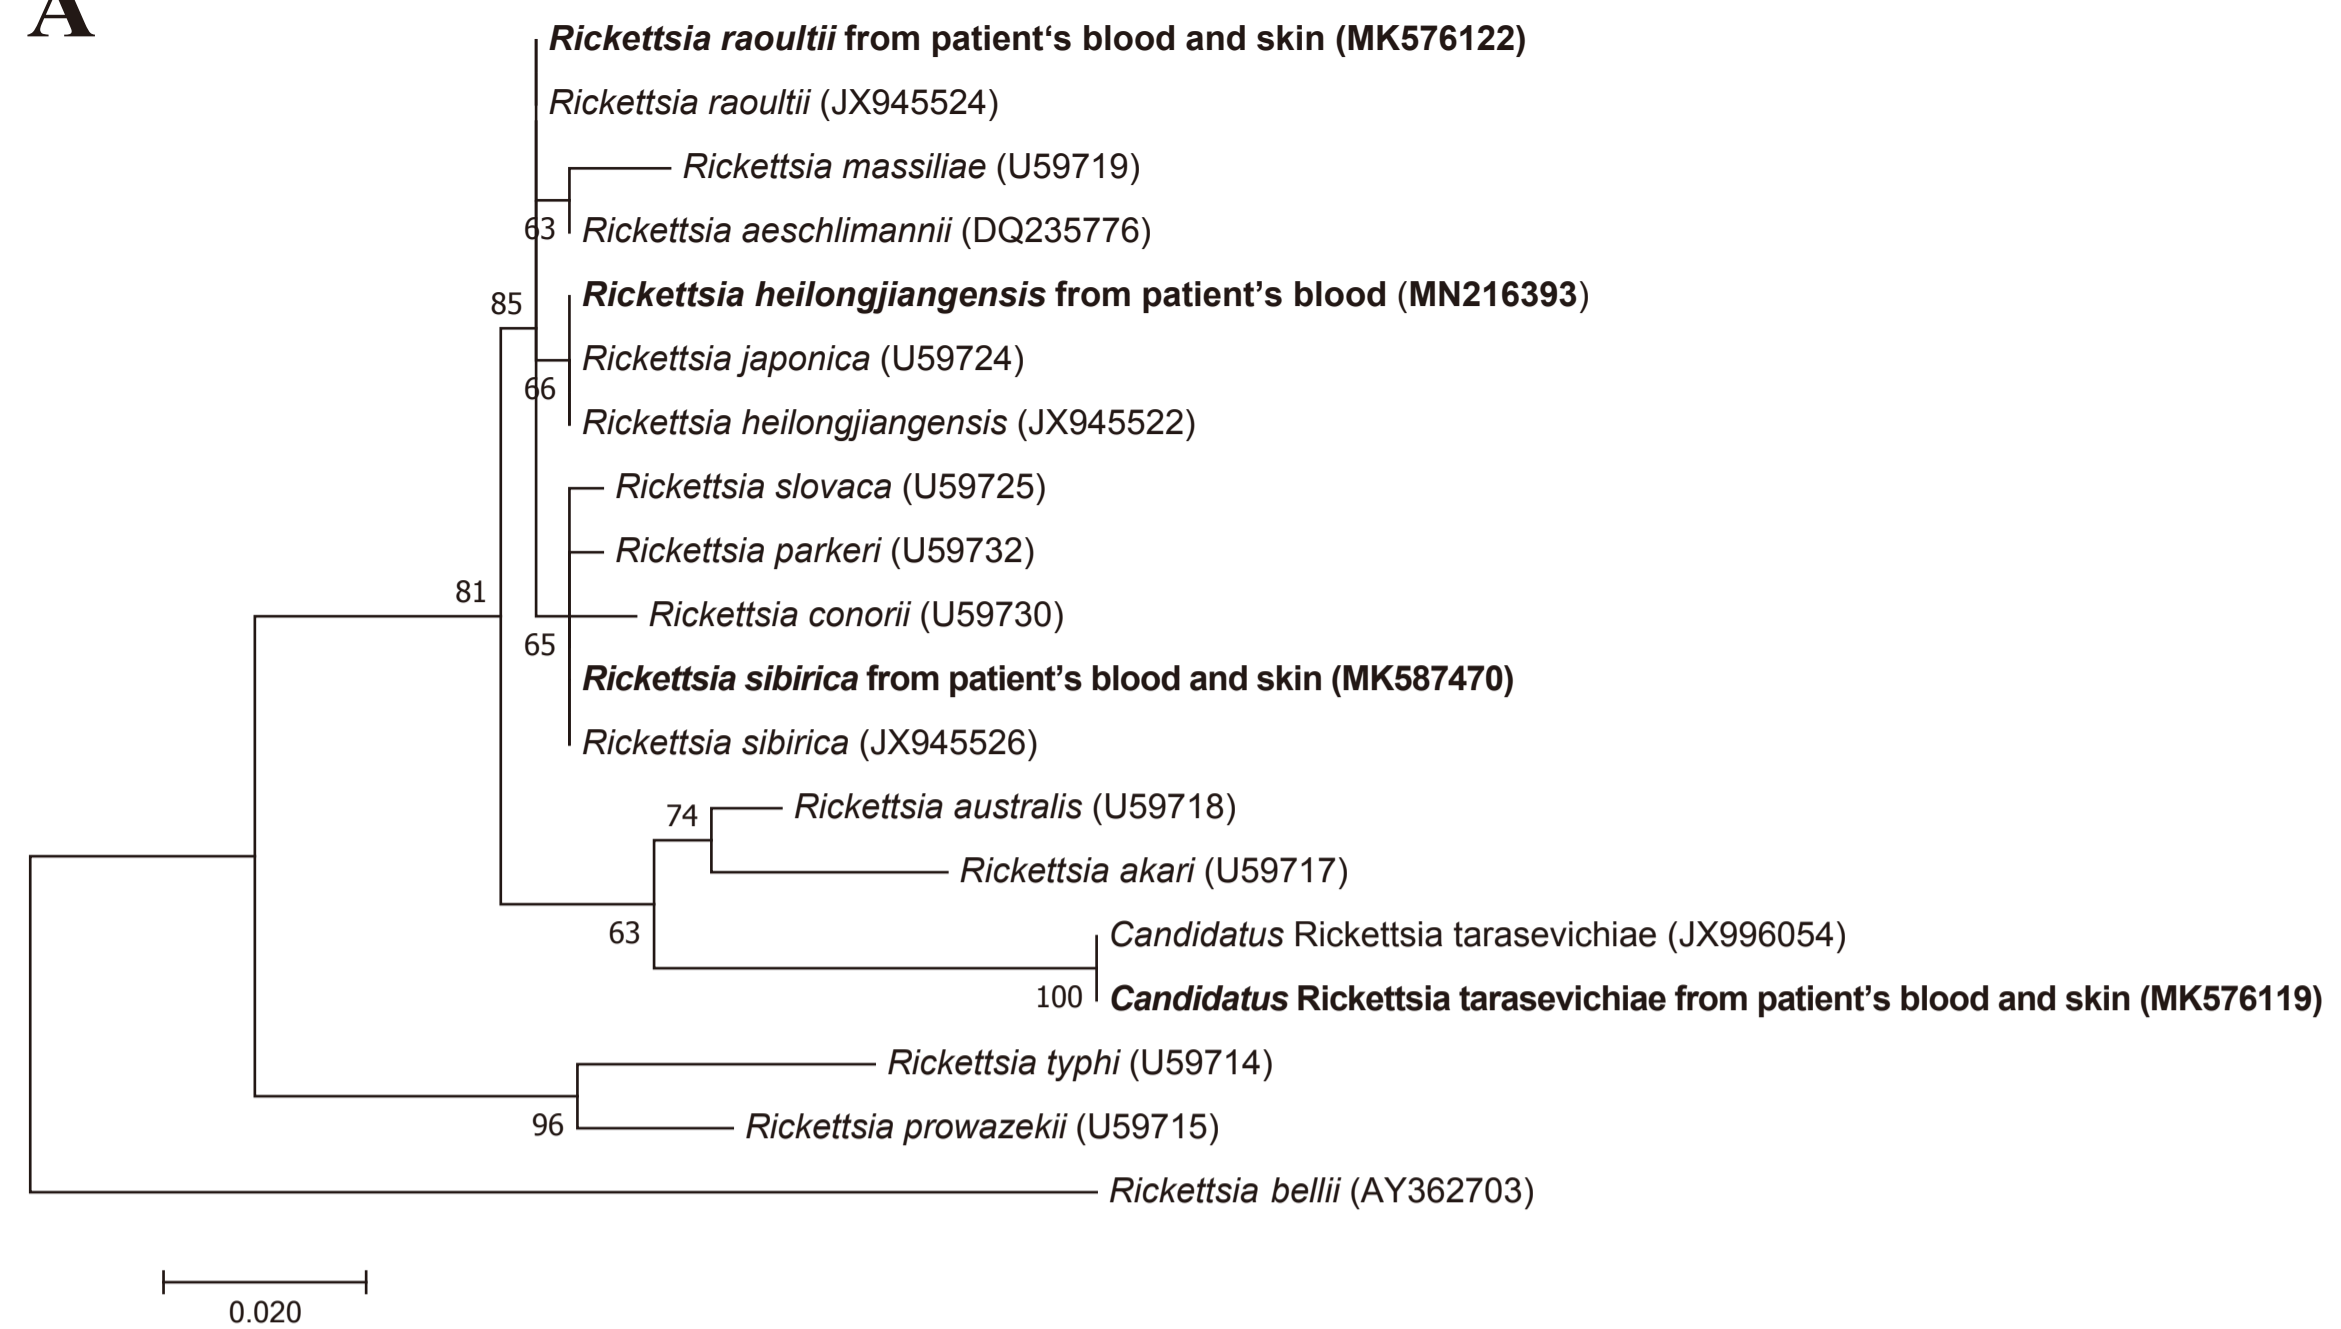 A
Rickettsia raoultii from patient‘s blood and skin (MK576122)
Rickettsia raoultii (JX945524)
Rickettsia massiliae (U59719)
63
Rickettsia aeschlimannii (DQ235776)
Rickettsia heilongjiangensis from patient’s blood (MN216393)
85
Rickettsia japonica (U59724)
66
Rickettsia heilongjiangensis (JX945522)
Rickettsia slovaca (U59725)
Rickettsia parkeri (U59732)
81
Rickettsia conorii (U59730)
65
Rickettsia sibirica from patient’s blood and skin (MK587470)
Rickettsia sibirica (JX945526)
74
Rickettsia australis (U59718)
Rickettsia akari (U59717)
63
Candidatus Rickettsia tarasevichiae (JX996054)
100
Candidatus Rickettsia tarasevichiae from patient’s blood and skin (MK576119)
Rickettsia typhi (U59714)
96
Rickettsia prowazekii (U59715)
Rickettsia bellii (AY362703)
0.020